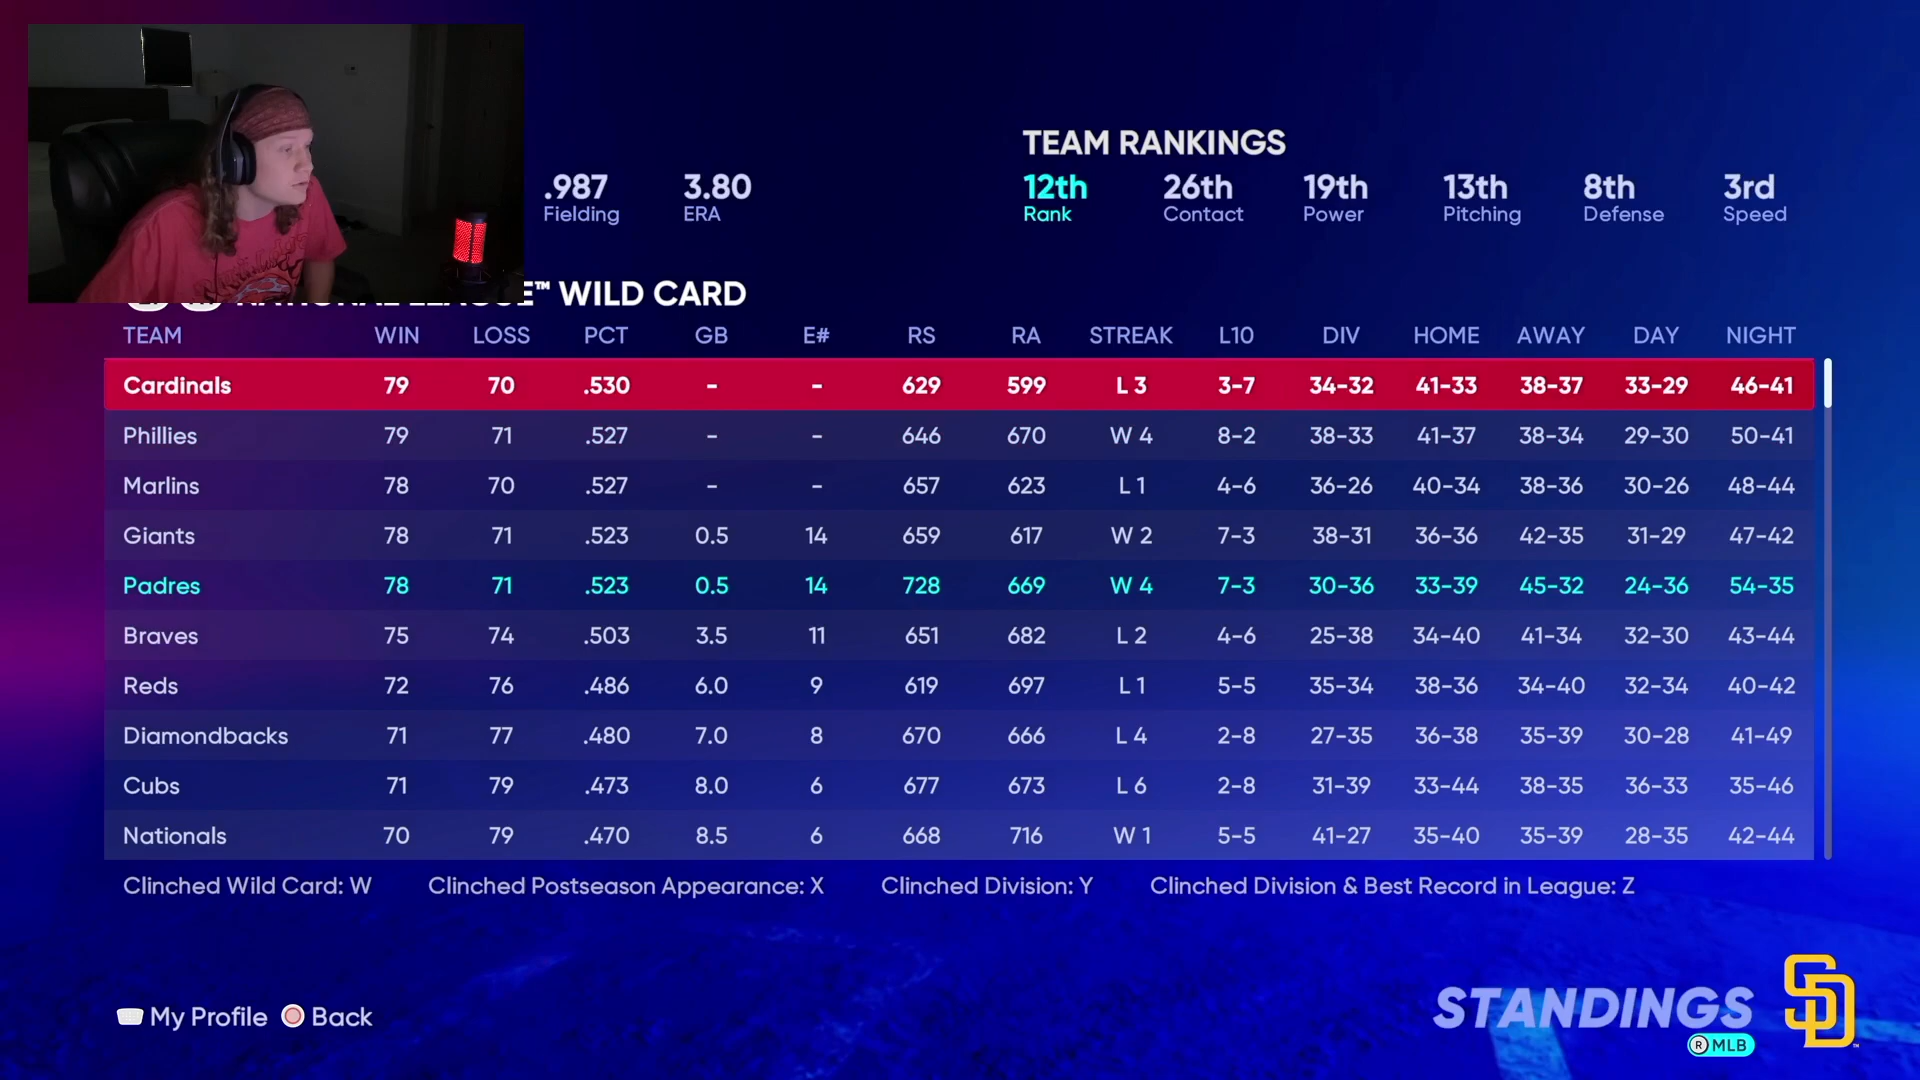 TEAM RANKINGS
.987 3.80 12th 26th 19th 13th 8th 3rd
Fielding ERA Rank Contact Power Pitching Defense Speed
NATIONAL LEAGUE™ WILD CARD
TEAM WIN LOSS PCT GB E# RS RA STREAK L10 DIV HOME AWAY DAY NIGHT
Cardinals 79 70 .530 - - 629 599 L 3 3-7 34-32 41-33 38-37 33-29 46-41
Phillies 79 71 .527 - - 646 670 W 4 8-2 38-33 41-37 38-34 29-30 50-41
Marlins 78 70 .527 - - 657 623 L 1 4-6 36-26 40-34 38-36 30-26 48-44
Giants 78 71 .523 0.5 14 659 617 W 2 7-3 38-31 36-36 42-35 31-29 47-42
Padres 78 71 .523 0.5 14 728 669 W 4 7-3 30-36 33-39 45-32 24-36 54-35
Braves 75 74 .503 3.5 11 651 682 L 2 4-6 25-38 34-40 41-34 32-30 43-44
Reds 72 76 .486 6.0 9 619 697 L 1 5-5 35-34 38-36 34-40 32-34 40-42
Diamondbacks 71 77 .480 7.0 8 670 666 L 4 2-8 27-35 36-38 35-39 30-28 41-49
Cubs 71 79 .473 8.0 6 677 673 L 6 2-8 31-39 33-44 38-35 36-33 35-46
Nationals 70 79 .470 8.5 6 668 716 W 1 5-5 41-27 35-40 35-39 28-35 42-44
Clinched Wild Card: W Clinched Postseason Appearance: X Clinched Division: Y Clinched Division & Best Record in League: Z
My Profile Back
STANDINGS
R MLB
SD